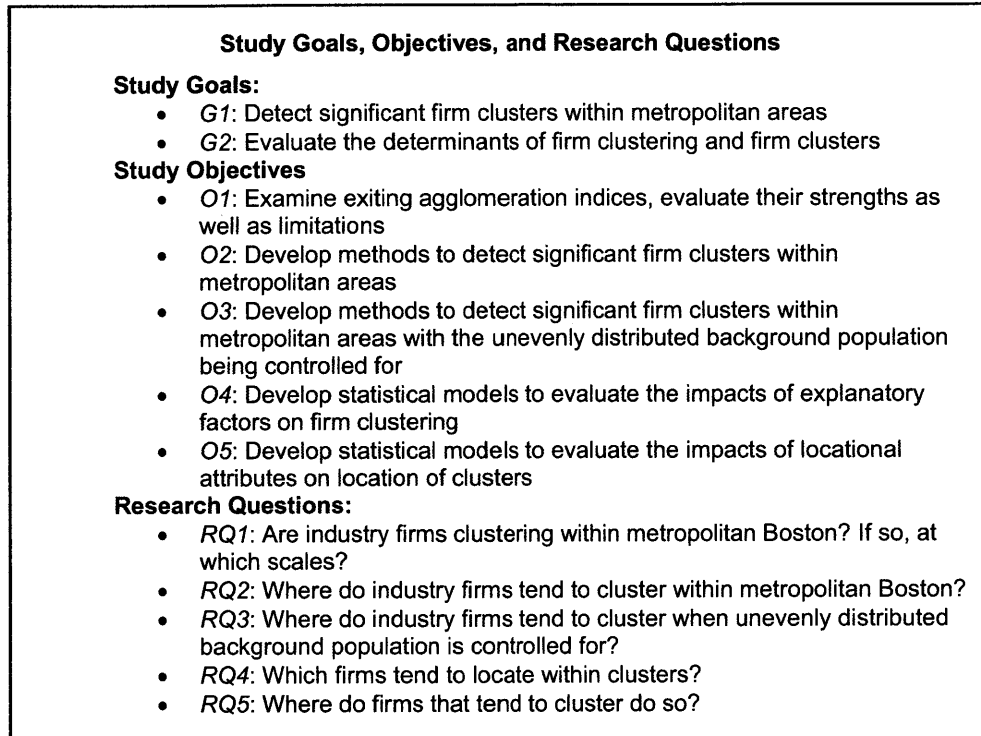 Study Goals, Objectives, and Research Questions
Study Goals:
• G1: Detect significant firm clusters within metropolitan areas
• G2: Evaluate the determinants of firm clustering and firm clusters
Study Objectives
• O1: Examine exiting agglomeration indices, evaluate their strengths as
well as limitations
• O2: Develop methods to detect significant firm clusters within
metropolitan areas
• O3: Develop methods to detect significant firm clusters within
metropolitan areas with the unevenly distributed background population
being controlled for
• O4: Develop statistical models to evaluate the impacts of explanatory
factors on firm clustering
• O5: Develop statistical models to evaluate the impacts of locational
attributes on location of clusters
Research Questions:
• RQ1: Are industry firms clustering within metropolitan Boston? If so, at
which scales?
• RQ2: Where do industry firms tend to cluster within metropolitan Boston?
• RQ3: Where do industry firms tend to cluster when unevenly distributed
background population is controlled for?
• RQ4: Which firms tend to locate within clusters?
• RQ5: Where do firms that tend to cluster do so?